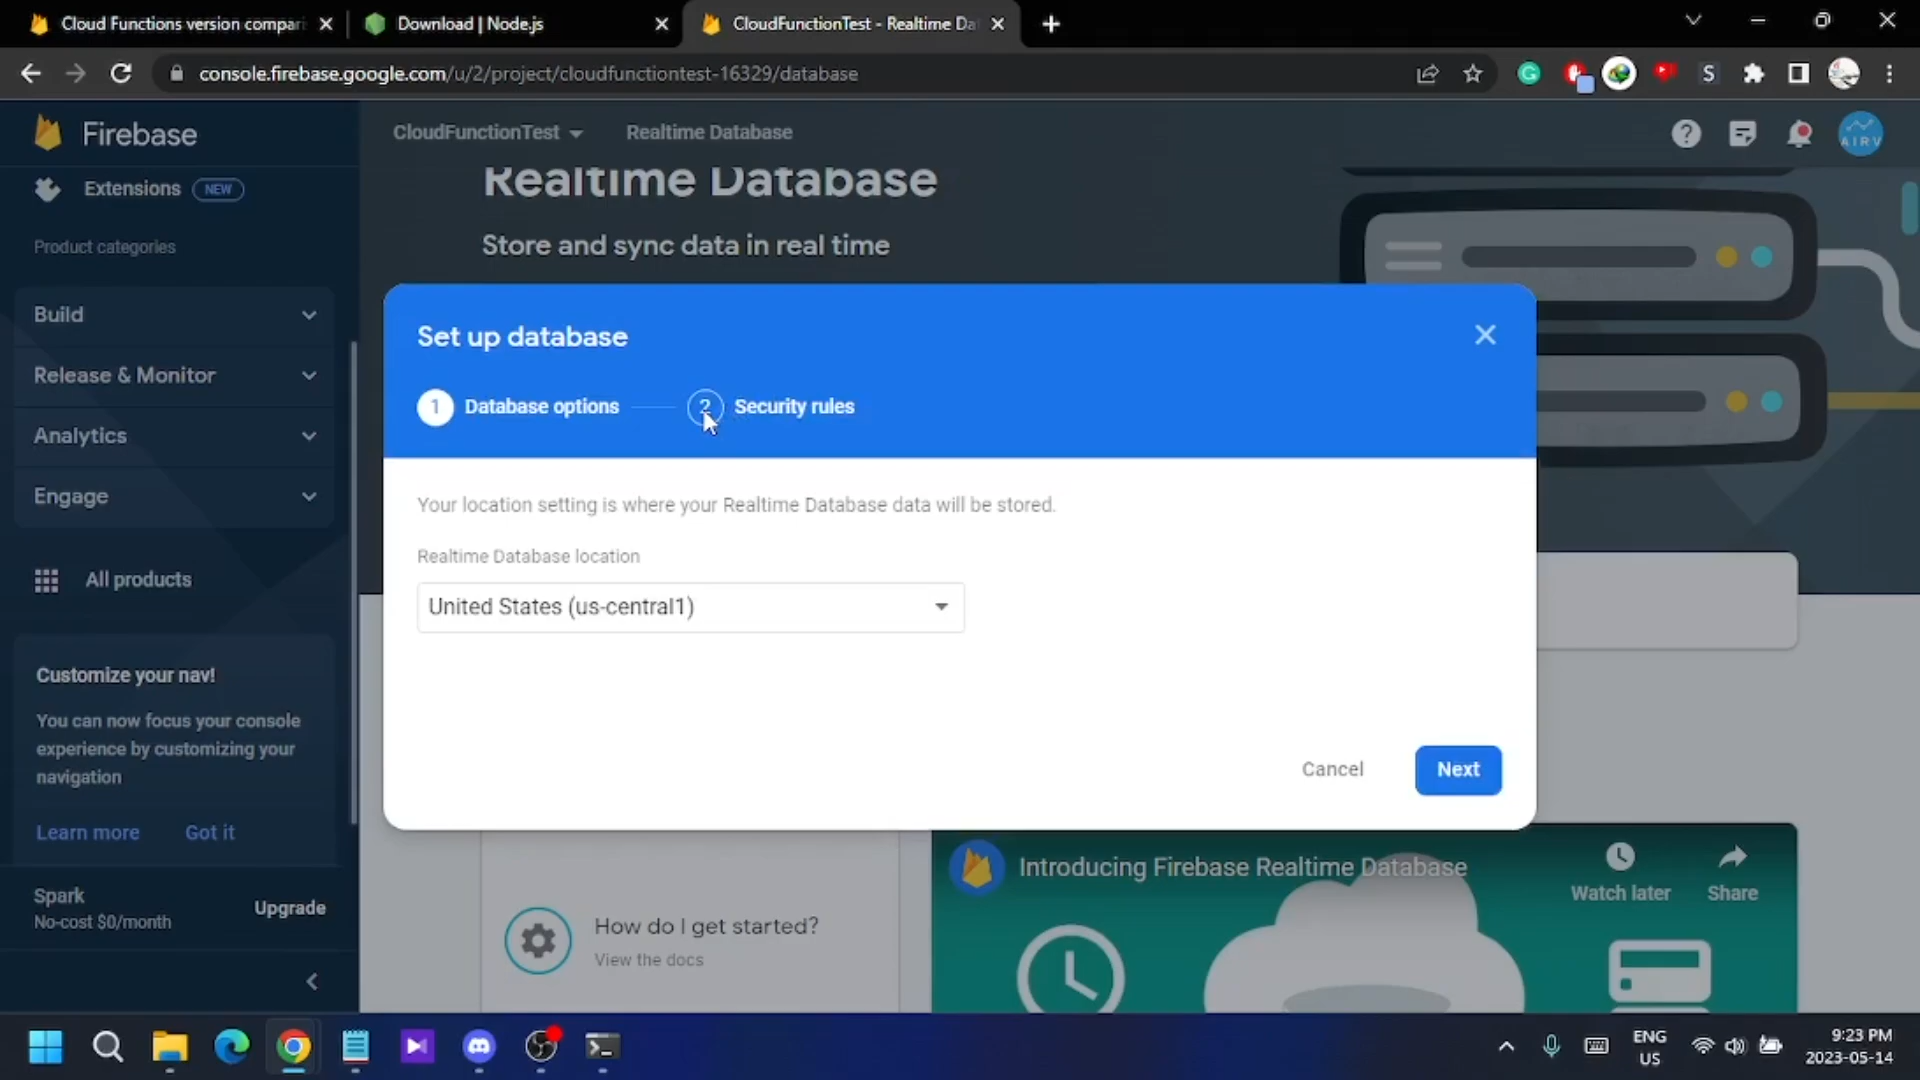 Cloud Functions version compari
Download | Node.js
CloudFunctionTest - Realtime Da
console.firebase.google.com/u/2/project/cloudfunctiontest-16329/database
Firebase
CloudFunctionTest
Realtime Database
AIRV
Extensions NEW
Product categories
Build
Release & Monitor
Analytics
Engage
All products
Customize your nav!
You can now focus your console
experience by customizing your
navigation
Learn more
Got it
Spark
No-cost $0/month
Upgrade
Realtime Database
Store and sync data in real time
Set up database
1 Database options
2 Security rules
Your location setting is where your Realtime Database data will be stored.
Realtime Database location
United States (us-central1)
Cancel
Next
How do I get started?
View the docs
Introducing Firebase Realtime Database
Watch later
Share
ENG
US
9:23 PM
2023-05-14